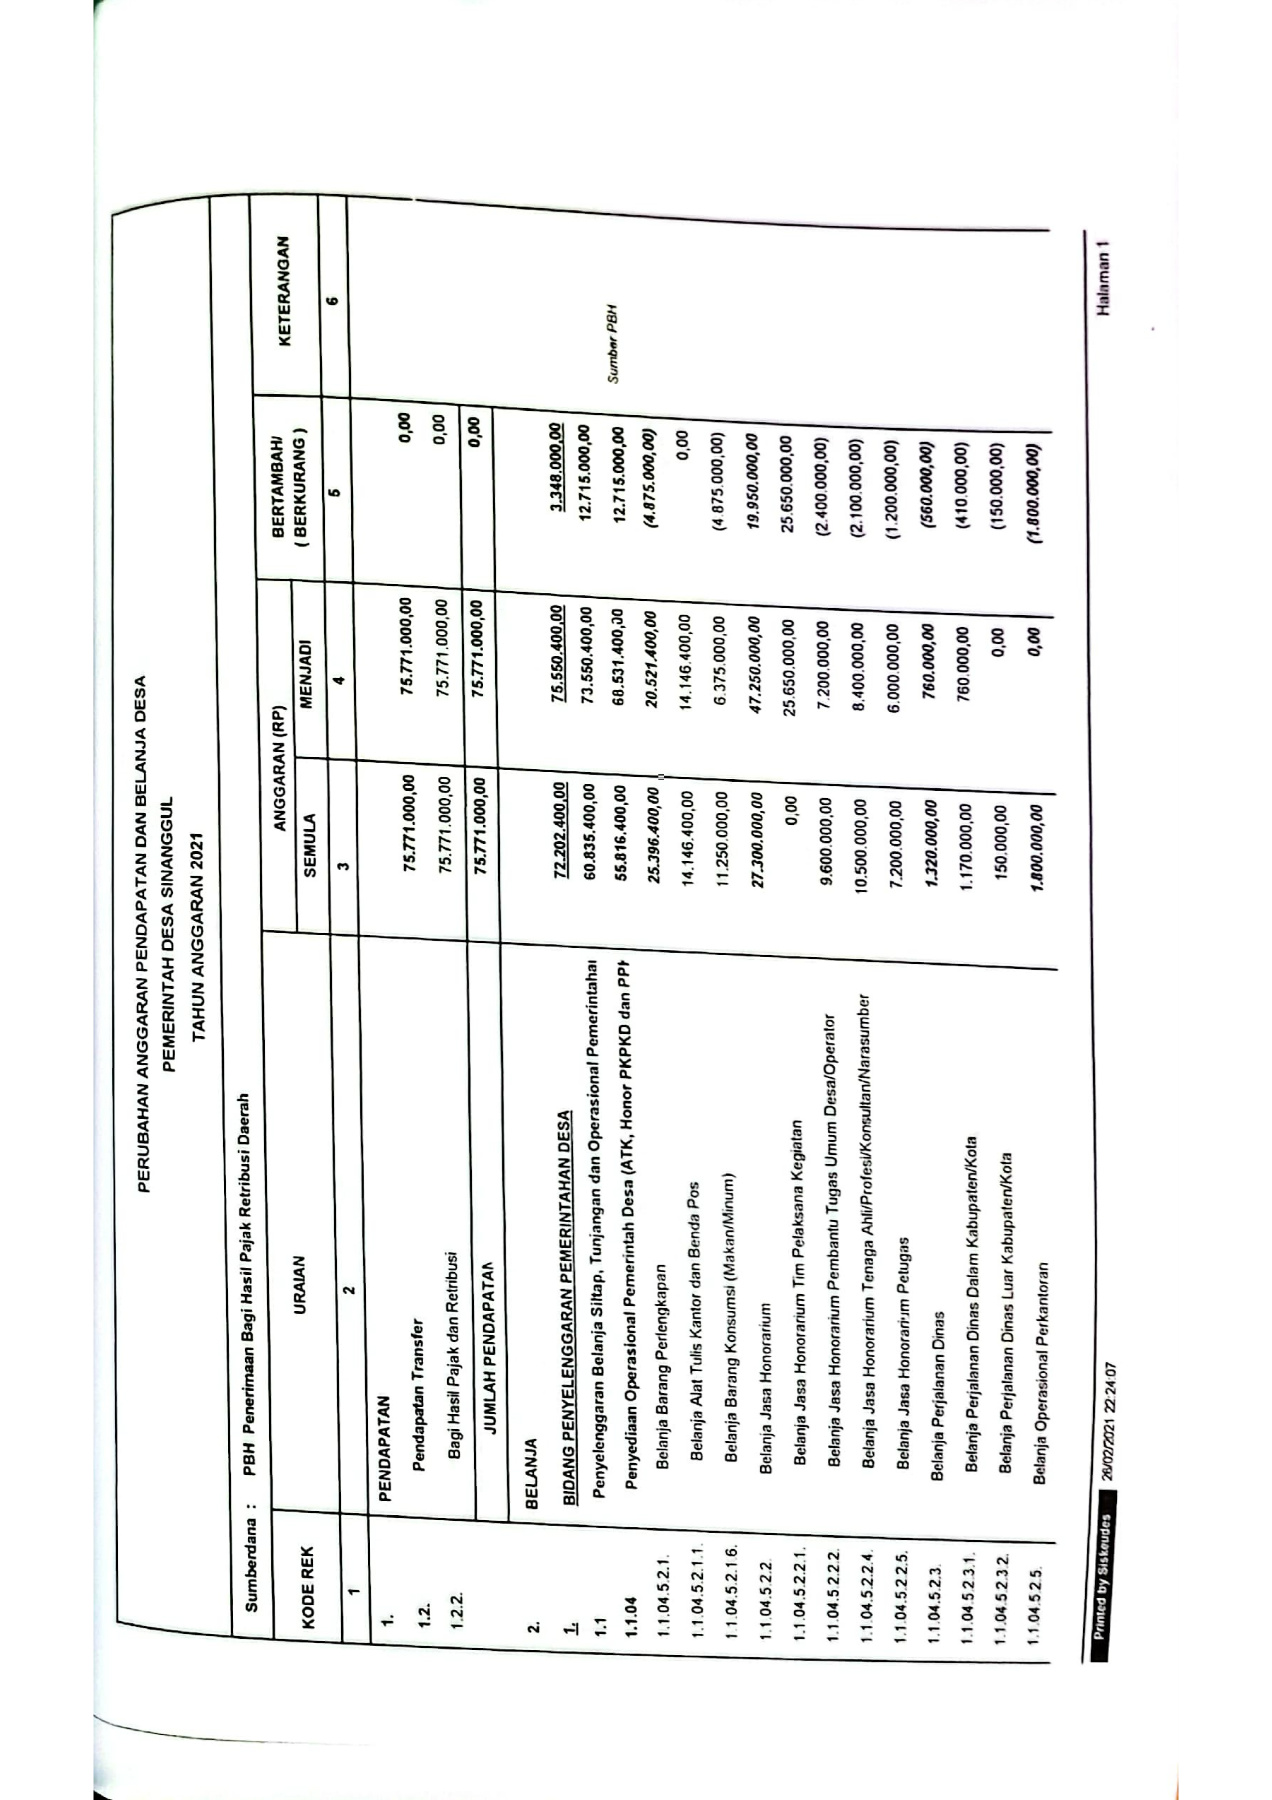 PERUBAHAN ANGGARAN PENDAPATAN DAN BELANJA DESA
PEMERINTAH DESA SINANGGUL
TAHUN ANGGARAN 2021
Sumberdana : PBH Penerimaan Bagi Hasil Pajak Retribusi Daerah
KODE REK URAIAN ANGGARAN (RP) BERTAMBAH/ ( BERKURANG ) KETERANGAN
SEMULA MENJADI
1 2 3 4 5 6
1. PENDAPATAN
1.2. Pendapatan Transfer 75.771.000,00 75.771.000,00 0,00
1.2.2. Bagi Hasil Pajak dan Retribusi 75.771.000,00 75.771.000,00 0,00
JUMLAH PENDAPATAN 75.771.000,00 75.771.000,00 0,00
2. BELANJA
1. BIDANG PENYELENGGARAN PEMERINTAHAN DESA 72.202.400,00 75.550.400,00 3.348.000,00
1.1 Penyelenggaran Belanja Siltap, Tunjangan dan Operasional Pemerintahan 60.835.400,00 73.550.400,00 12.715.000,00
1.1.04 Penyediaan Operasional Pemerintah Desa (ATK, Honor PKPKD dan PPK 55.816.400,00 68.531.400,00 12.715.000,00 Sumber PBH
1.1.04.5.2.1. Belanja Barang Perlengkapan 25.396.400,00 20.521.400,00 (4.875.000,00)
1.1.04.5.2.1.1. Belanja Alat Tulis Kantor dan Benda Pos 14.146.400,00 14.146.400,00 0,00
1.1.04.5.2.1.6. Belanja Barang Konsumsi (Makan/Minum) 11.250.000,00 6.375.000,00 (4.875.000,00)
1.1.04.5.2.2. Belanja Jasa Honorarium 27.300.000,00 47.250.000,00 19.950.000,00
1.1.04.5.2.2.1. Belanja Jasa Honorarium Tim Pelaksana Kegiatan 0,00 25.650.000,00 25.650.000,00
1.1.04.5.2.2.2. Belanja Jasa Honorarium Pembantu Tugas Umum Desa/Operator 9.600.000,00 7.200.000,00 (2.400.000,00)
1.1.04.5.2.2.4. Belanja Jasa Honorarium Tenaga Ahli/Profesi/Konsultan/Narasumber 10.500.000,00 8.400.000,00 (2.100.000,00)
1.1.04.5.2.2.5. Belanja Jasa Honorarium Petugas 7.200.000,00 6.000.000,00 (1.200.000,00)
1.1.04.5.2.3. Belanja Perjalanan Dinas 1.320.000,00 760.000,00 (560.000,00)
1.1.04.5.2.3.1. Belanja Perjalanan Dinas Dalam Kabupaten/Kota 1.170.000,00 760.000,00 (410.000,00)
1.1.04.5.2.3.2. Belanja Perjalanan Dinas Luar Kabupaten/Kota 150.000,00 0,00 (150.000,00)
1.1.04.5.2.5. Belanja Operasional Perkantoran 1.800.000,00 0,00 (1.800.000,00)
Printed by Siskeudes 26/02/2021 22:24:07 Halaman 1